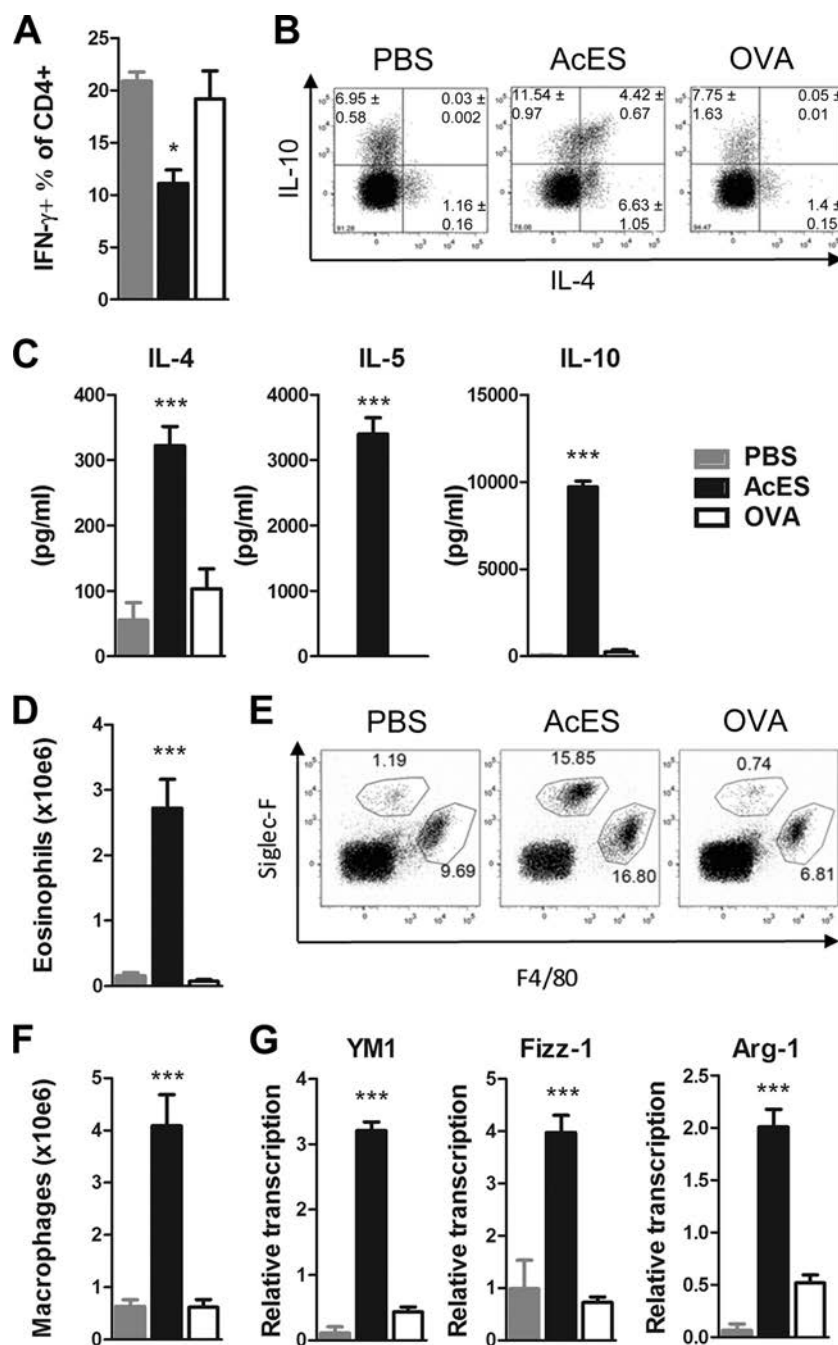 A
IFN-γ+ % of CD4+
25
20
15
10
5
0
*
B
PBS
AcES
OVA
IL-10
6.95 ±
0.58
0.03 ±
0.002
1.16 ±
0.16
91.28
11.54 ±
0.97
4.42 ±
0.67
6.63 ±
1.05
7.75 ±
1.63
0.05 ±
0.01
1.4 ±
0.15
94.47
IL-4
C
IL-4
(pg/ml)
400
300
200
100
0
***
IL-5
(pg/ml)
4000
3000
2000
1000
0
***
IL-10
(pg/ml)
15000
10000
5000
0
***
PBS
AcES
OVA
D
Eosinophils (x10e6)
4
3
2
1
0
***
E
PBS
AcES
OVA
Siglec-F
1.19
9.69
15.85
16.80
0.74
6.81
F4/80
F
Macrophages (x10e6)
5
4
3
2
1
0
***
G
YM1
Relative transcription
4
3
2
1
0
***
Fizz-1
Relative transcription
5
4
3
2
1
0
***
Arg-1
Relative transcription
2.5
2.0
1.5
1.0
0.5
0.0
***